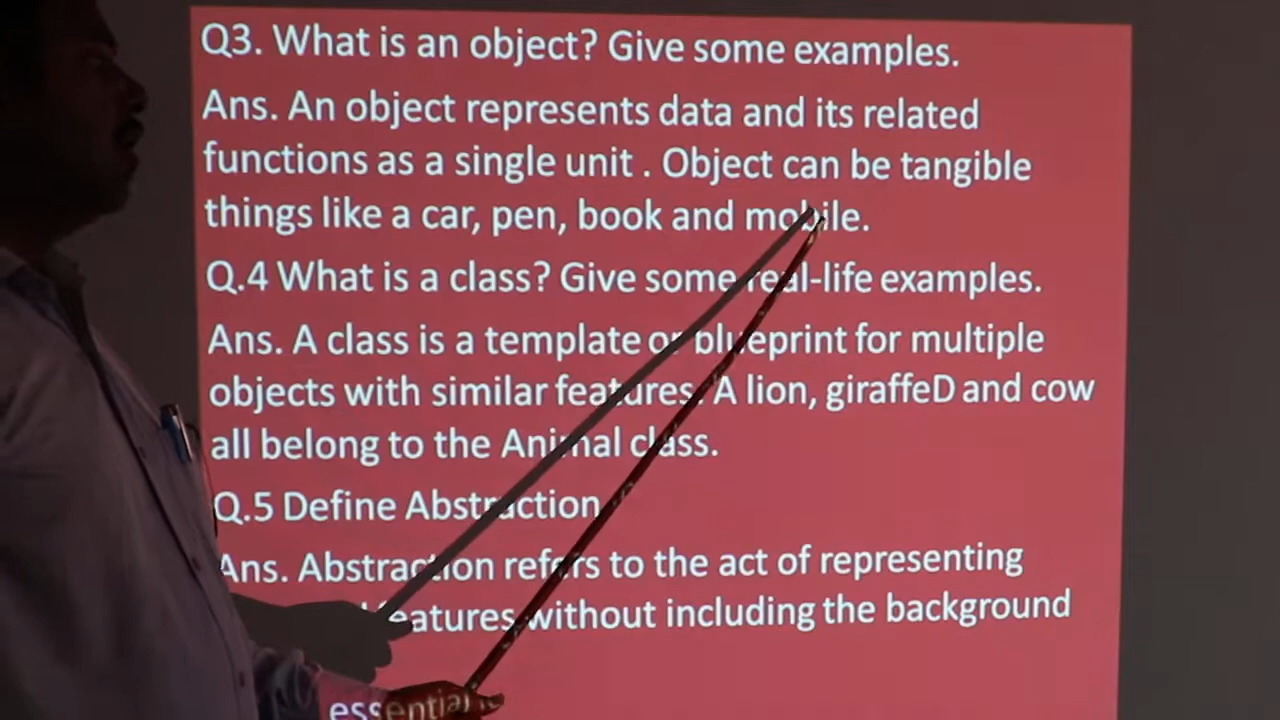 Q3. What is an object? Give some examples.
Ans. An object represents data and its related
functions as a single unit . Object can be tangible
things like a car, pen, book and mobile.
Q.4 What is a class? Give some real-life examples.
Ans. A class is a template or blueprint for multiple
objects with similar features. A lion, giraffeD and cow
all belong to the Animal class.
Q.5 Define Abstraction
Ans. Abstraction refers to the act of representing
essential features without including the background